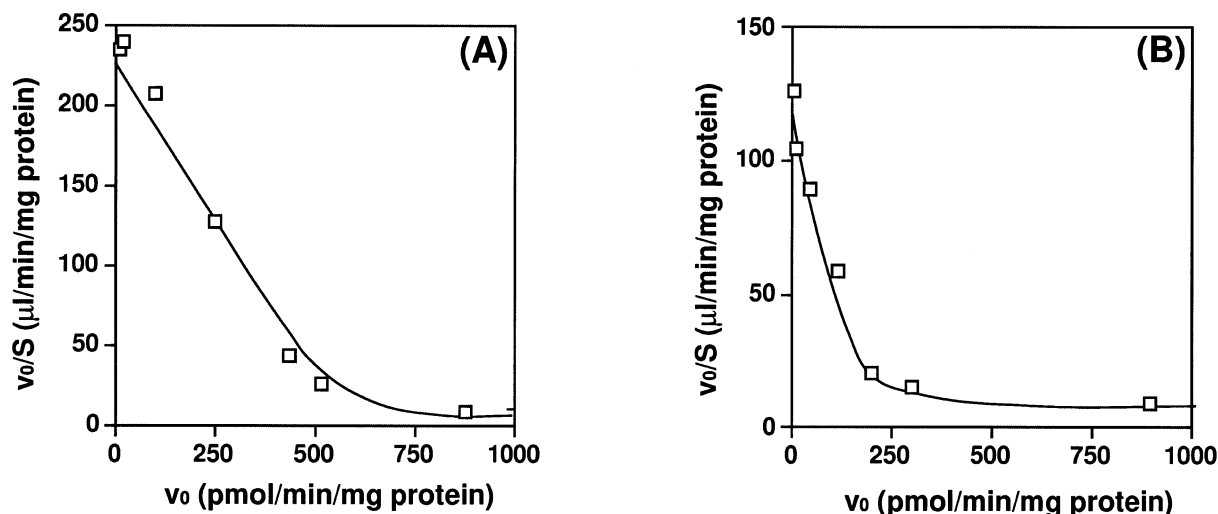 (A)
v₀/S (µl/min/mg protein)
250
200
150
100
50
0
0 250 500 750 1000
v₀ (pmol/min/mg protein)
(B)
v₀/S (µl/min/mg protein)
150
100
50
0
0 250 500 750 1000
v₀ (pmol/min/mg protein)